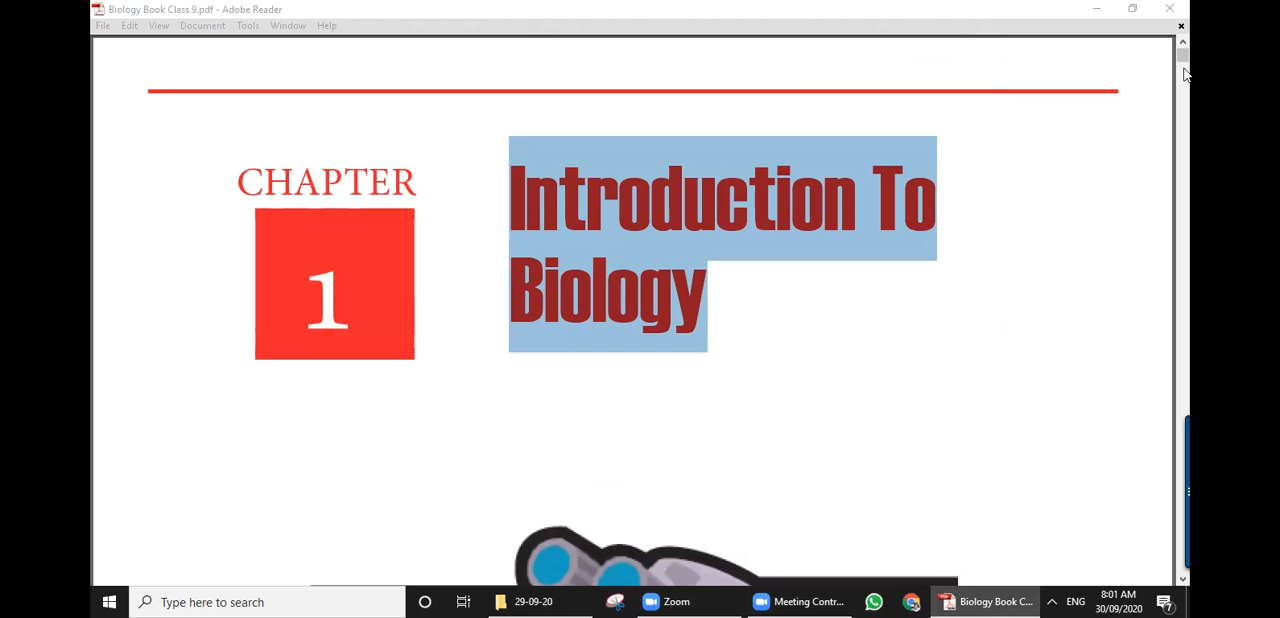 Biology Book Class 9.pdf - Adobe Reader
File Edit View Document Tools Window Help
CHAPTER
1
Introduction To
Biology
Type here to search
29-09-20
Zoom
Meeting Contr...
Biology Book C...
ENG
8:01 AM
30/09/2020
7